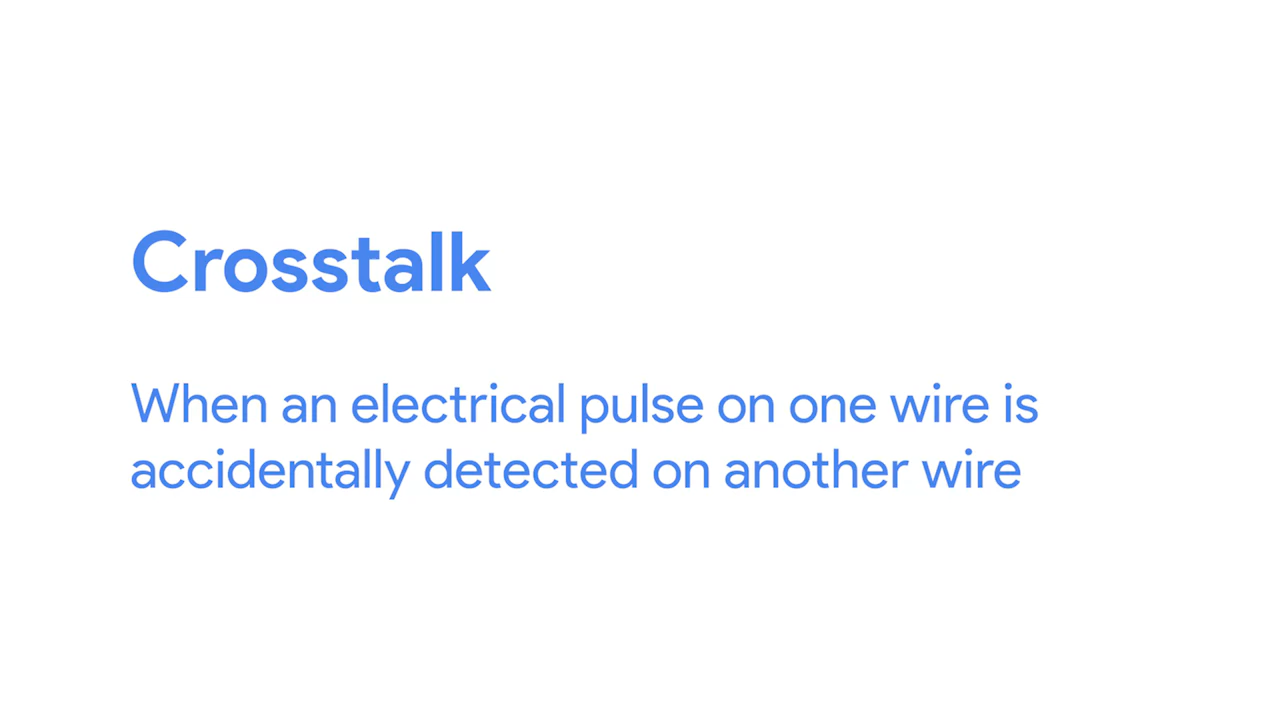 Crosstalk
When an electrical pulse on one wire is
accidentally detected on another wire